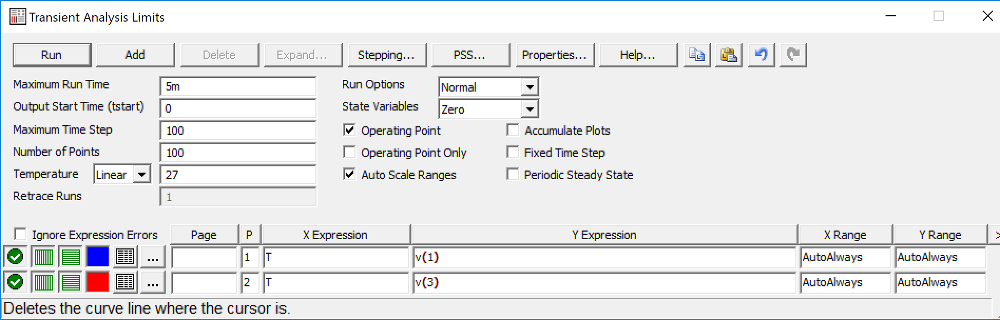 Transient Analysis Limits
Run Add Delete Expand... Stepping... PSS... Properties... Help...
Maximum Run Time 5m Run Options Normal
Output Start Time (tstart) 0 State Variables Zero
Maximum Time Step 100 Operating Point Accumulate Plots
Number of Points 100 Operating Point Only Fixed Time Step
Temperature Linear 27 Auto Scale Ranges Periodic Steady State
Retrace Runs 1
Ignore Expression Errors Page P X Expression Y Expression X Range Y Range >
... 1 T v(1) AutoAlways AutoAlways
... 2 T v(3) AutoAlways AutoAlways
Deletes the curve line where the cursor is.